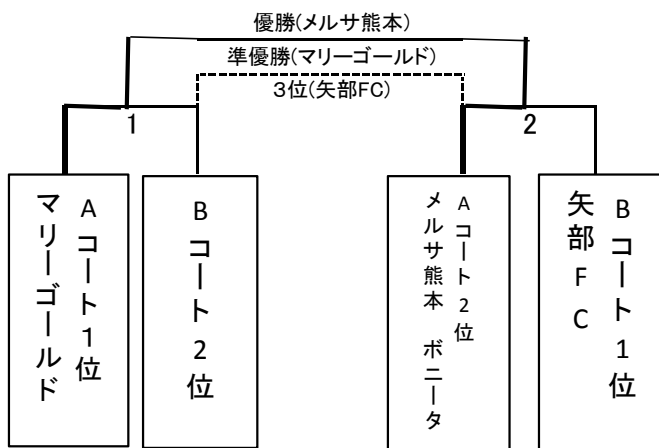 優勝(メルサ熊本)
準優勝(マリーゴールド)
3位(矢部FC)
1
2
Aコート1位
マリーゴールド
Bコート2位
Aコート2位
メルサ熊本 ボニータ
Bコート1位
矢部FC